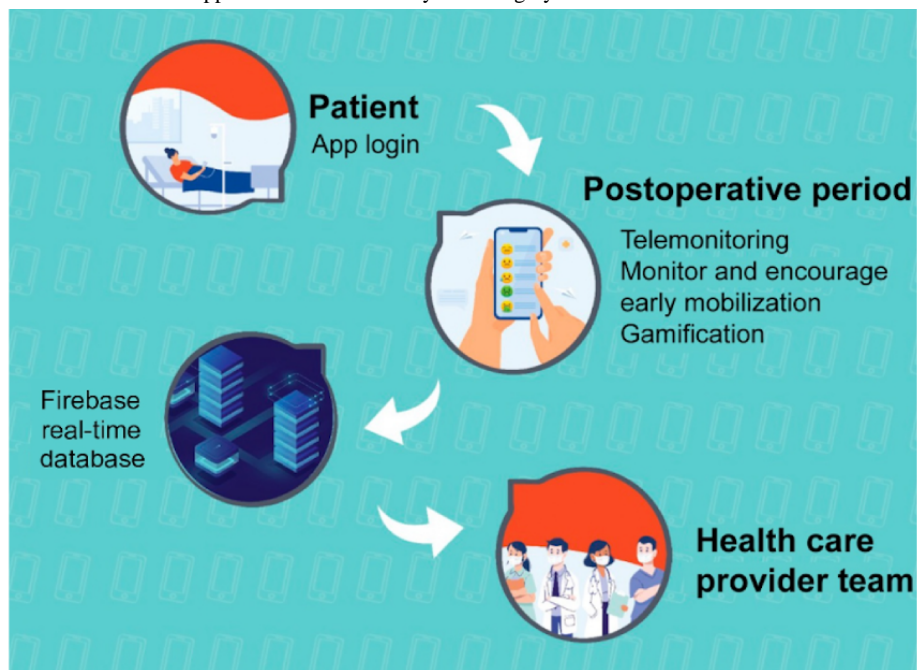 Patient
App login
Postoperative period
Telemonitoring
Monitor and encourage
early mobilization
Gamification
Firebase
real-time
database
Health care
provider team